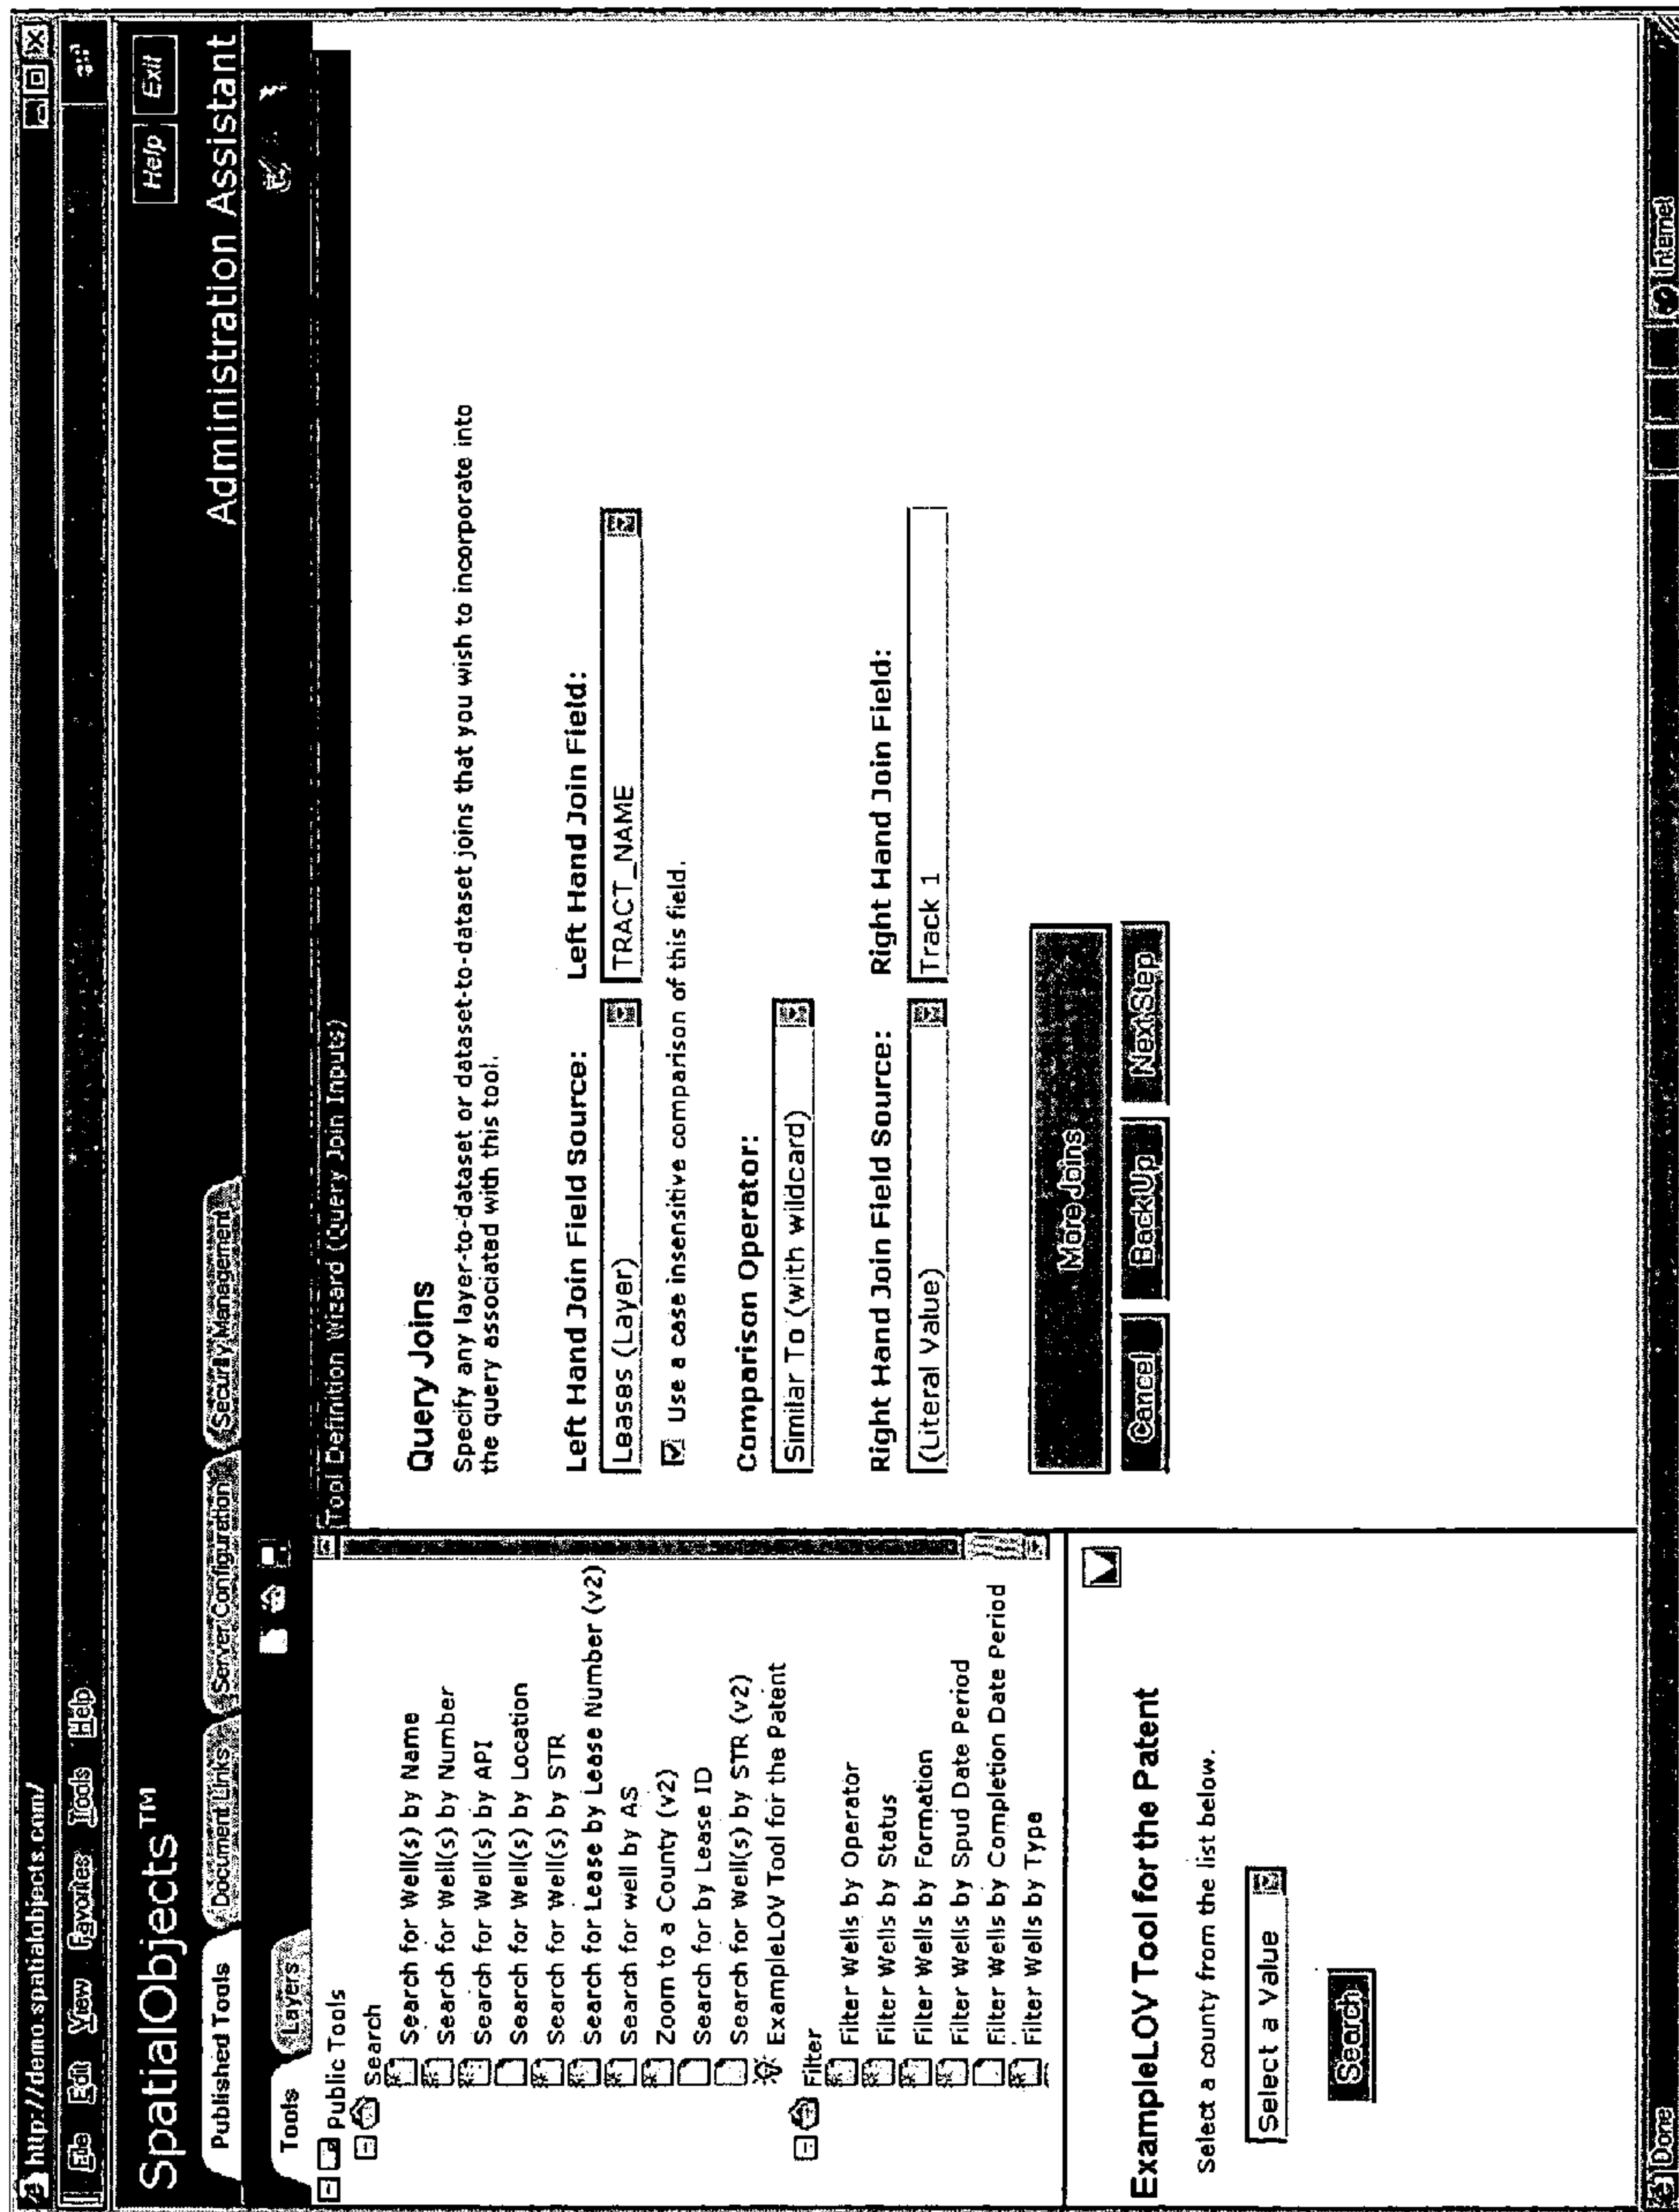 http://demo.spatialobjects.com/
File Edit View Favorites Tools Help
SpatialObjects™
Help Exit
Administration Assistant
Published Tools Document Links Server Configuration Security Management
Tools Layers
Public Tools
Search
Search for Well(s) by Name
Search for Well(s) by Number
Search for Well(s) by API
Search for Well(s) by Location
Search for Well(s) by STR
Search for Lease by Lease Number (v2)
Search for well by AS
Zoom to a County (v2)
Search for by Lease ID
Search for Well(s) by STR (v2)
ExampleLOV Tool for the Patent
Filter
Filter Wells by Operator
Filter Wells by Status
Filter Wells by Formation
Filter Wells by Spud Date Period
Filter Wells by Completion Date Period
Filter Wells by Type
ExampleLOV Tool for the Patent
Select a county from the list below.
Select a Value
Search
Tool Definition Wizard (Query Join Inputs)
Query Joins
Specify any layer-to-dataset or dataset-to-dataset joins that you wish to incorporate into
the query associated with this tool.
Left Hand Join Field Source: Left Hand Join Field:
Leases (Layer) TRACT_NAME
Use a case insensitive comparison of this field.
Comparison Operator:
Similar To (with wildcard)
Right Hand Join Field Source: Right Hand Join Field:
(Literal Value) Track 1
More Joins
Cancel Back Up Next Step
Done Internet